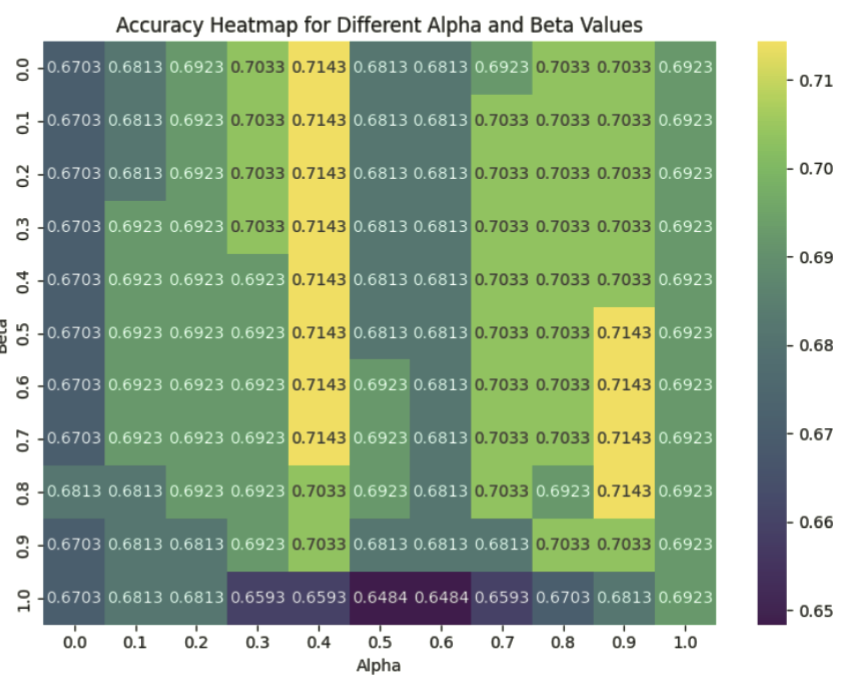 Accuracy Heatmap for Different Alpha and Beta Values
0.0 0.6703 0.6813 0.6923 0.7033 0.7143 0.6813 0.6813 0.6923 0.7033 0.7033 0.6923
0.1 0.6703 0.6813 0.6923 0.7033 0.7143 0.6813 0.6813 0.7033 0.7033 0.7033 0.6923
0.2 0.6703 0.6813 0.6923 0.7033 0.7143 0.6813 0.6813 0.7033 0.7033 0.7033 0.6923
0.3 0.6703 0.6923 0.6923 0.7033 0.7143 0.6813 0.6813 0.7033 0.7033 0.7033 0.6923
0.4 0.6703 0.6923 0.6923 0.6923 0.7143 0.6813 0.6813 0.7033 0.7033 0.7033 0.6923
0.5 0.6703 0.6923 0.6923 0.6923 0.7143 0.6813 0.6813 0.7033 0.7033 0.7143 0.6923
0.6 0.6703 0.6923 0.6923 0.6923 0.7143 0.6923 0.6813 0.7033 0.7033 0.7143 0.6923
0.7 0.6703 0.6923 0.6923 0.6923 0.7143 0.6923 0.6813 0.7033 0.7033 0.7143 0.6923
0.8 0.6813 0.6813 0.6923 0.6923 0.7033 0.6923 0.6813 0.7033 0.6923 0.7143 0.6923
0.9 0.6703 0.6813 0.6813 0.6923 0.7033 0.6813 0.6813 0.6813 0.7033 0.7033 0.6923
1.0 0.6703 0.6813 0.6813 0.6593 0.6593 0.6484 0.6484 0.6593 0.6703 0.6813 0.6923
0.0 0.1 0.2 0.3 0.4 0.5 0.6 0.7 0.8 0.9 1.0
Alpha
Beta
0.71
0.70
0.69
0.68
0.67
0.66
0.65